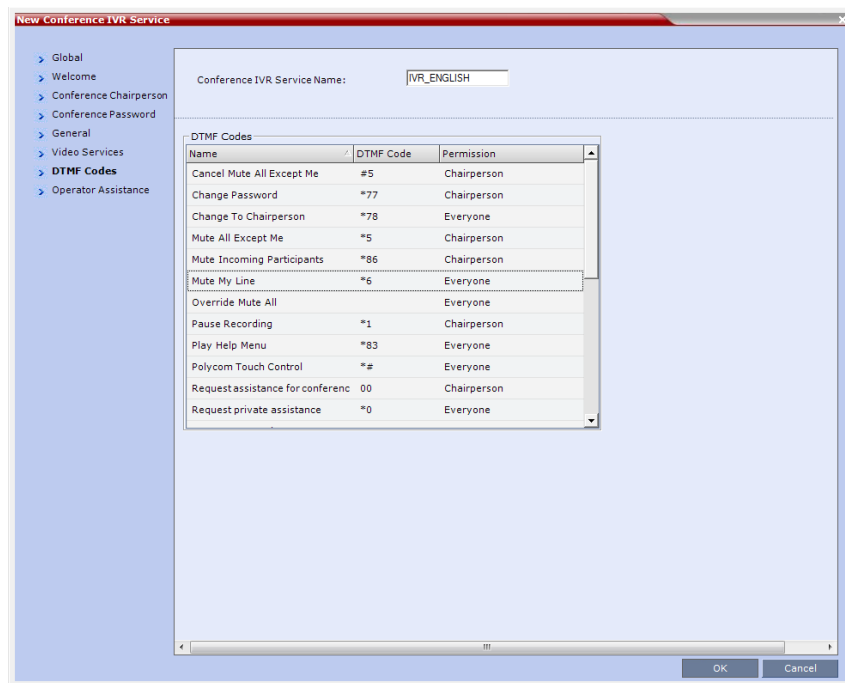 New Conference IVR Service
Global
Welcome
Conference Chairperson
Conference Password
General
Video Services
DTMF Codes
Operator Assistance
Conference IVR Service Name: IVR_ENGLISH
DTMF Codes
Name DTMF Code Permission
Cancel Mute All Except Me #5 Chairperson
Change Password *77 Chairperson
Change To Chairperson *78 Everyone
Mute All Except Me *5 Chairperson
Mute Incoming Participants *86 Chairperson
Mute My Line *6 Everyone
Override Mute All Everyone
Pause Recording *1 Chairperson
Play Help Menu *83 Everyone
Polycom Touch Control *# Everyone
Request assistance for conferenc 00 Chairperson
Request private assistance *0 Everyone
OK Cancel